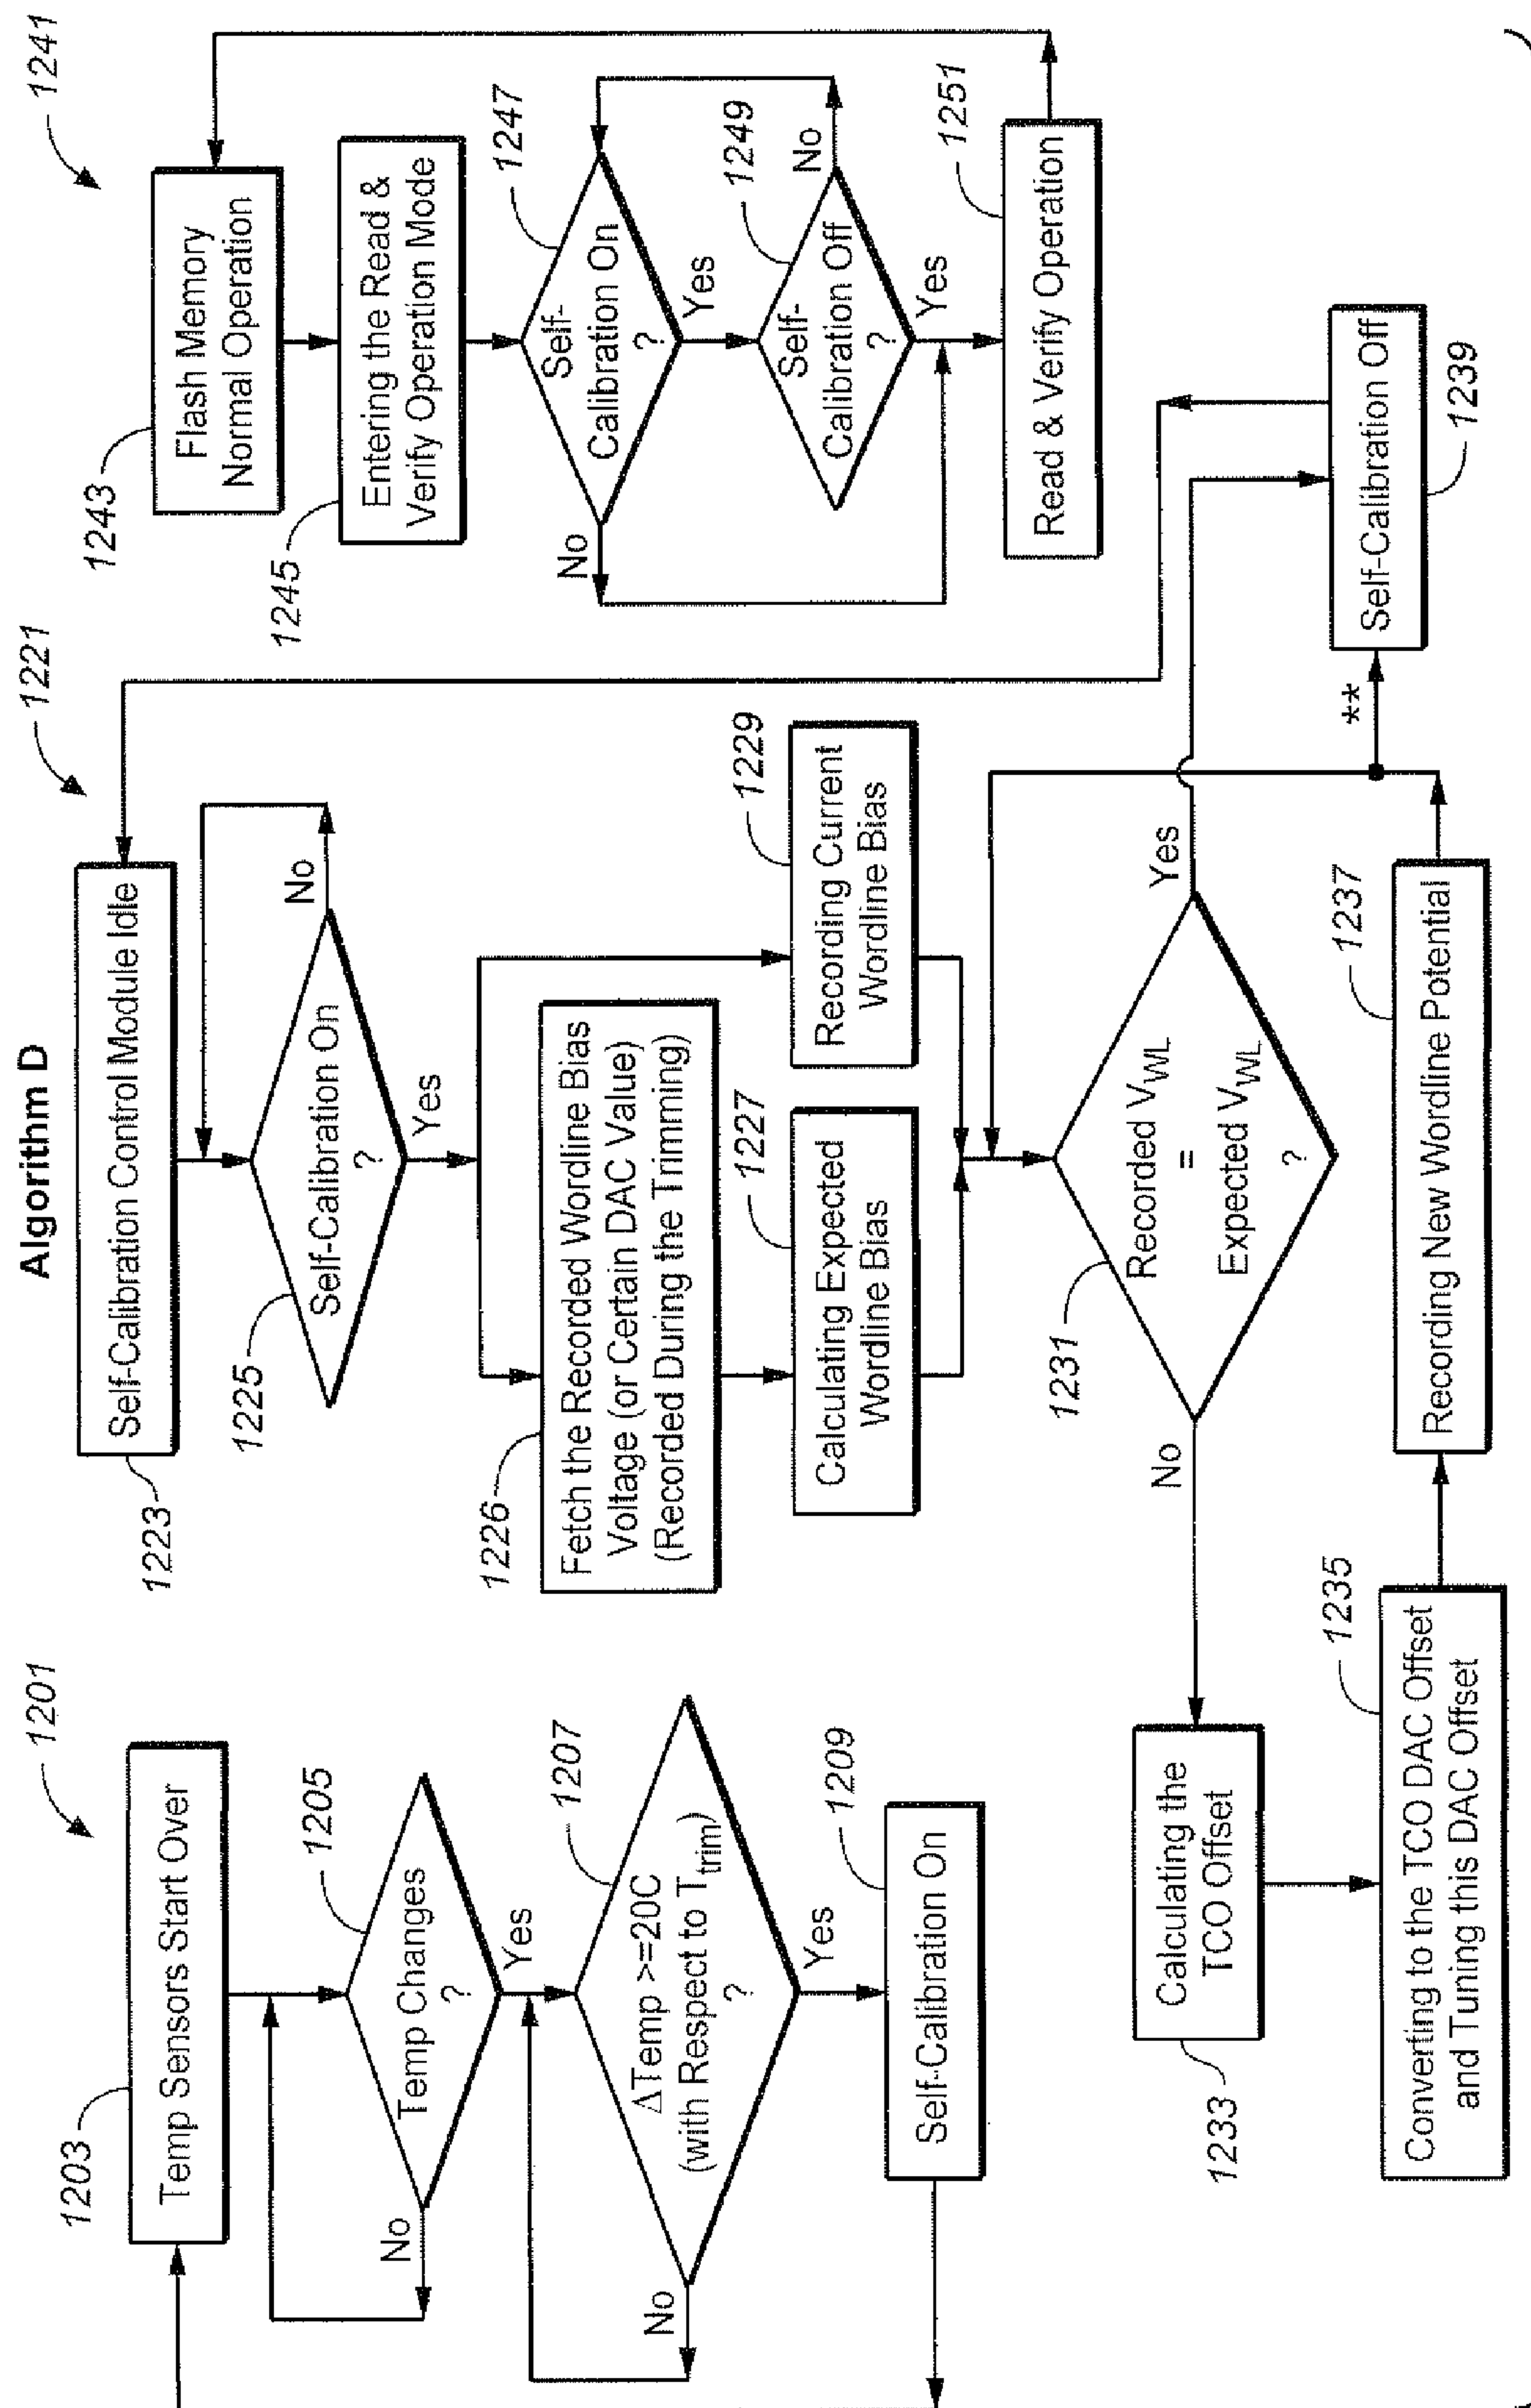 Algorithm D
1201
1203
Temp Sensors Start Over
1205
Temp Changes
?
No
Yes
1207
ΔTemp >=20C
(with Respect to Ttrim)
?
No
Yes
1209
Self-Calibration On
1221
1223
Self-Calibration Control Module Idle
1225
Self-Calibration On
?
No
Yes
1226
Fetch the Recorded Wordline Bias
Voltage (or Certain DAC Value)
(Recorded During the Trimming)
1227
Calculating Expected
Wordline Bias
1229
Recording Current
Wordline Bias
1231
Recorded VWL
=
Expected VWL
?
No
Yes
1233
Calculating the
TCO Offset
1235
Converting to the TCO DAC Offset
and Tuning this DAC Offset
1237
Recording New Wordline Potential
**
Self-Calibration Off
1239
1241
1243
Flash Memory
Normal Operation
1245
Entering the Read &
Verify Operation Mode
1247
Self-
Calibration On
?
No
Yes
1249
Self-
Calibration Off
?
No
Yes
1251
Read & Verify Operation